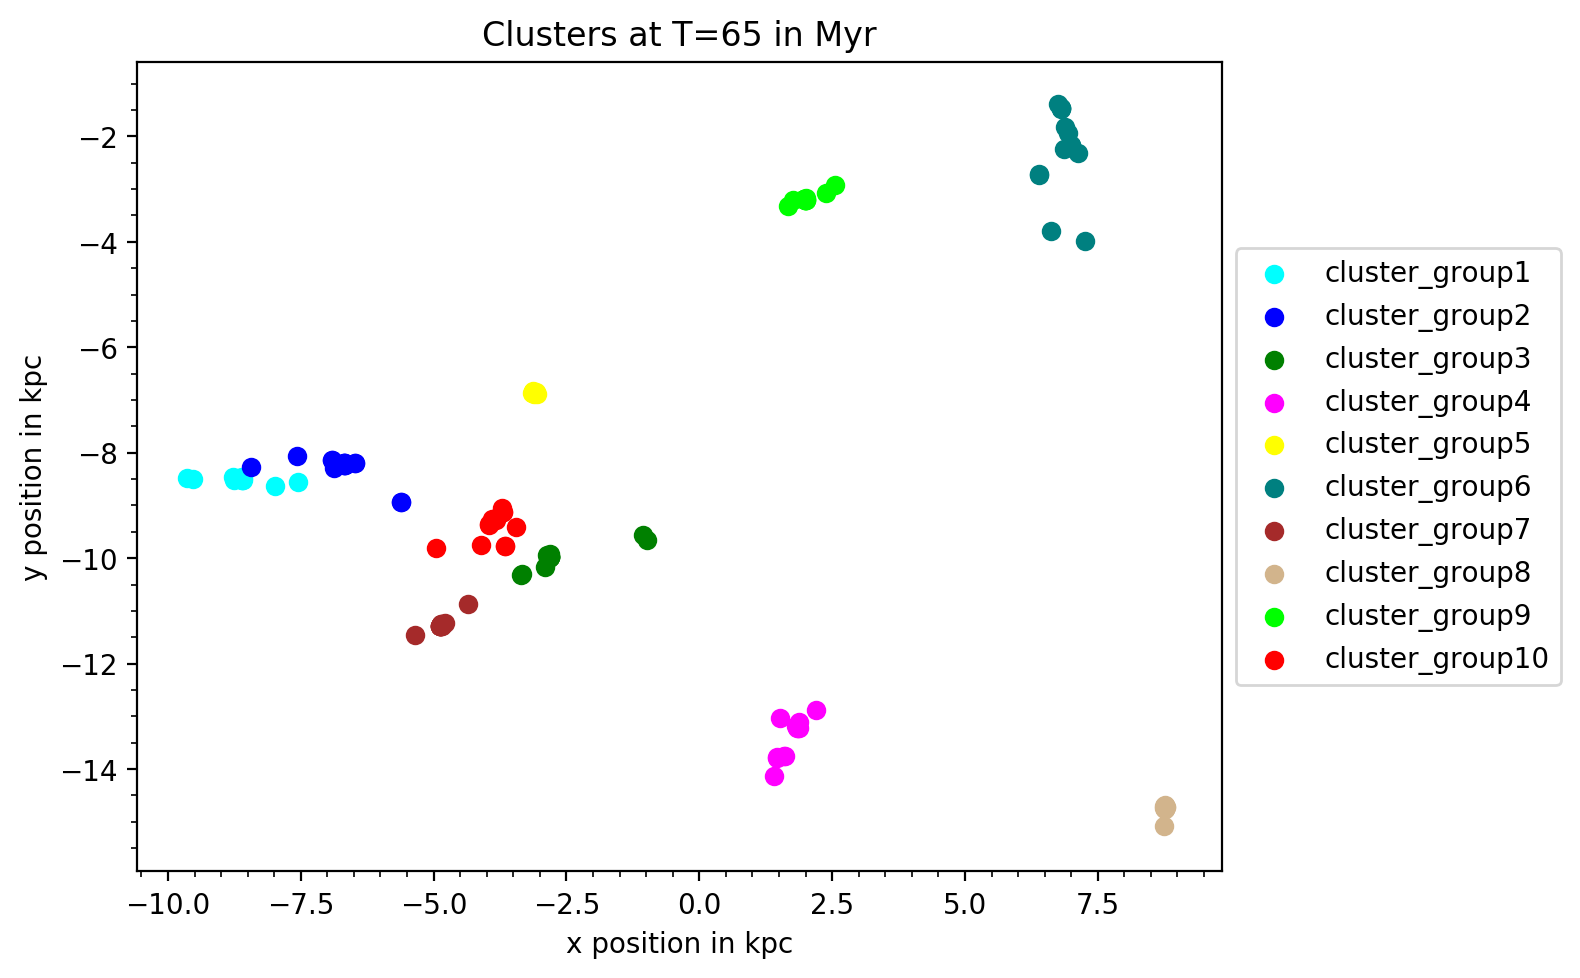 Clusters at T=65 in Myr
y position in kpc
−2
−4
−6
−8
−10
−12
−14
−10.0 −7.5 −5.0 −2.5 0.0 2.5 5.0 7.5
x position in kpc
cluster_group1
cluster_group2
cluster_group3
cluster_group4
cluster_group5
cluster_group6
cluster_group7
cluster_group8
cluster_group9
cluster_group10